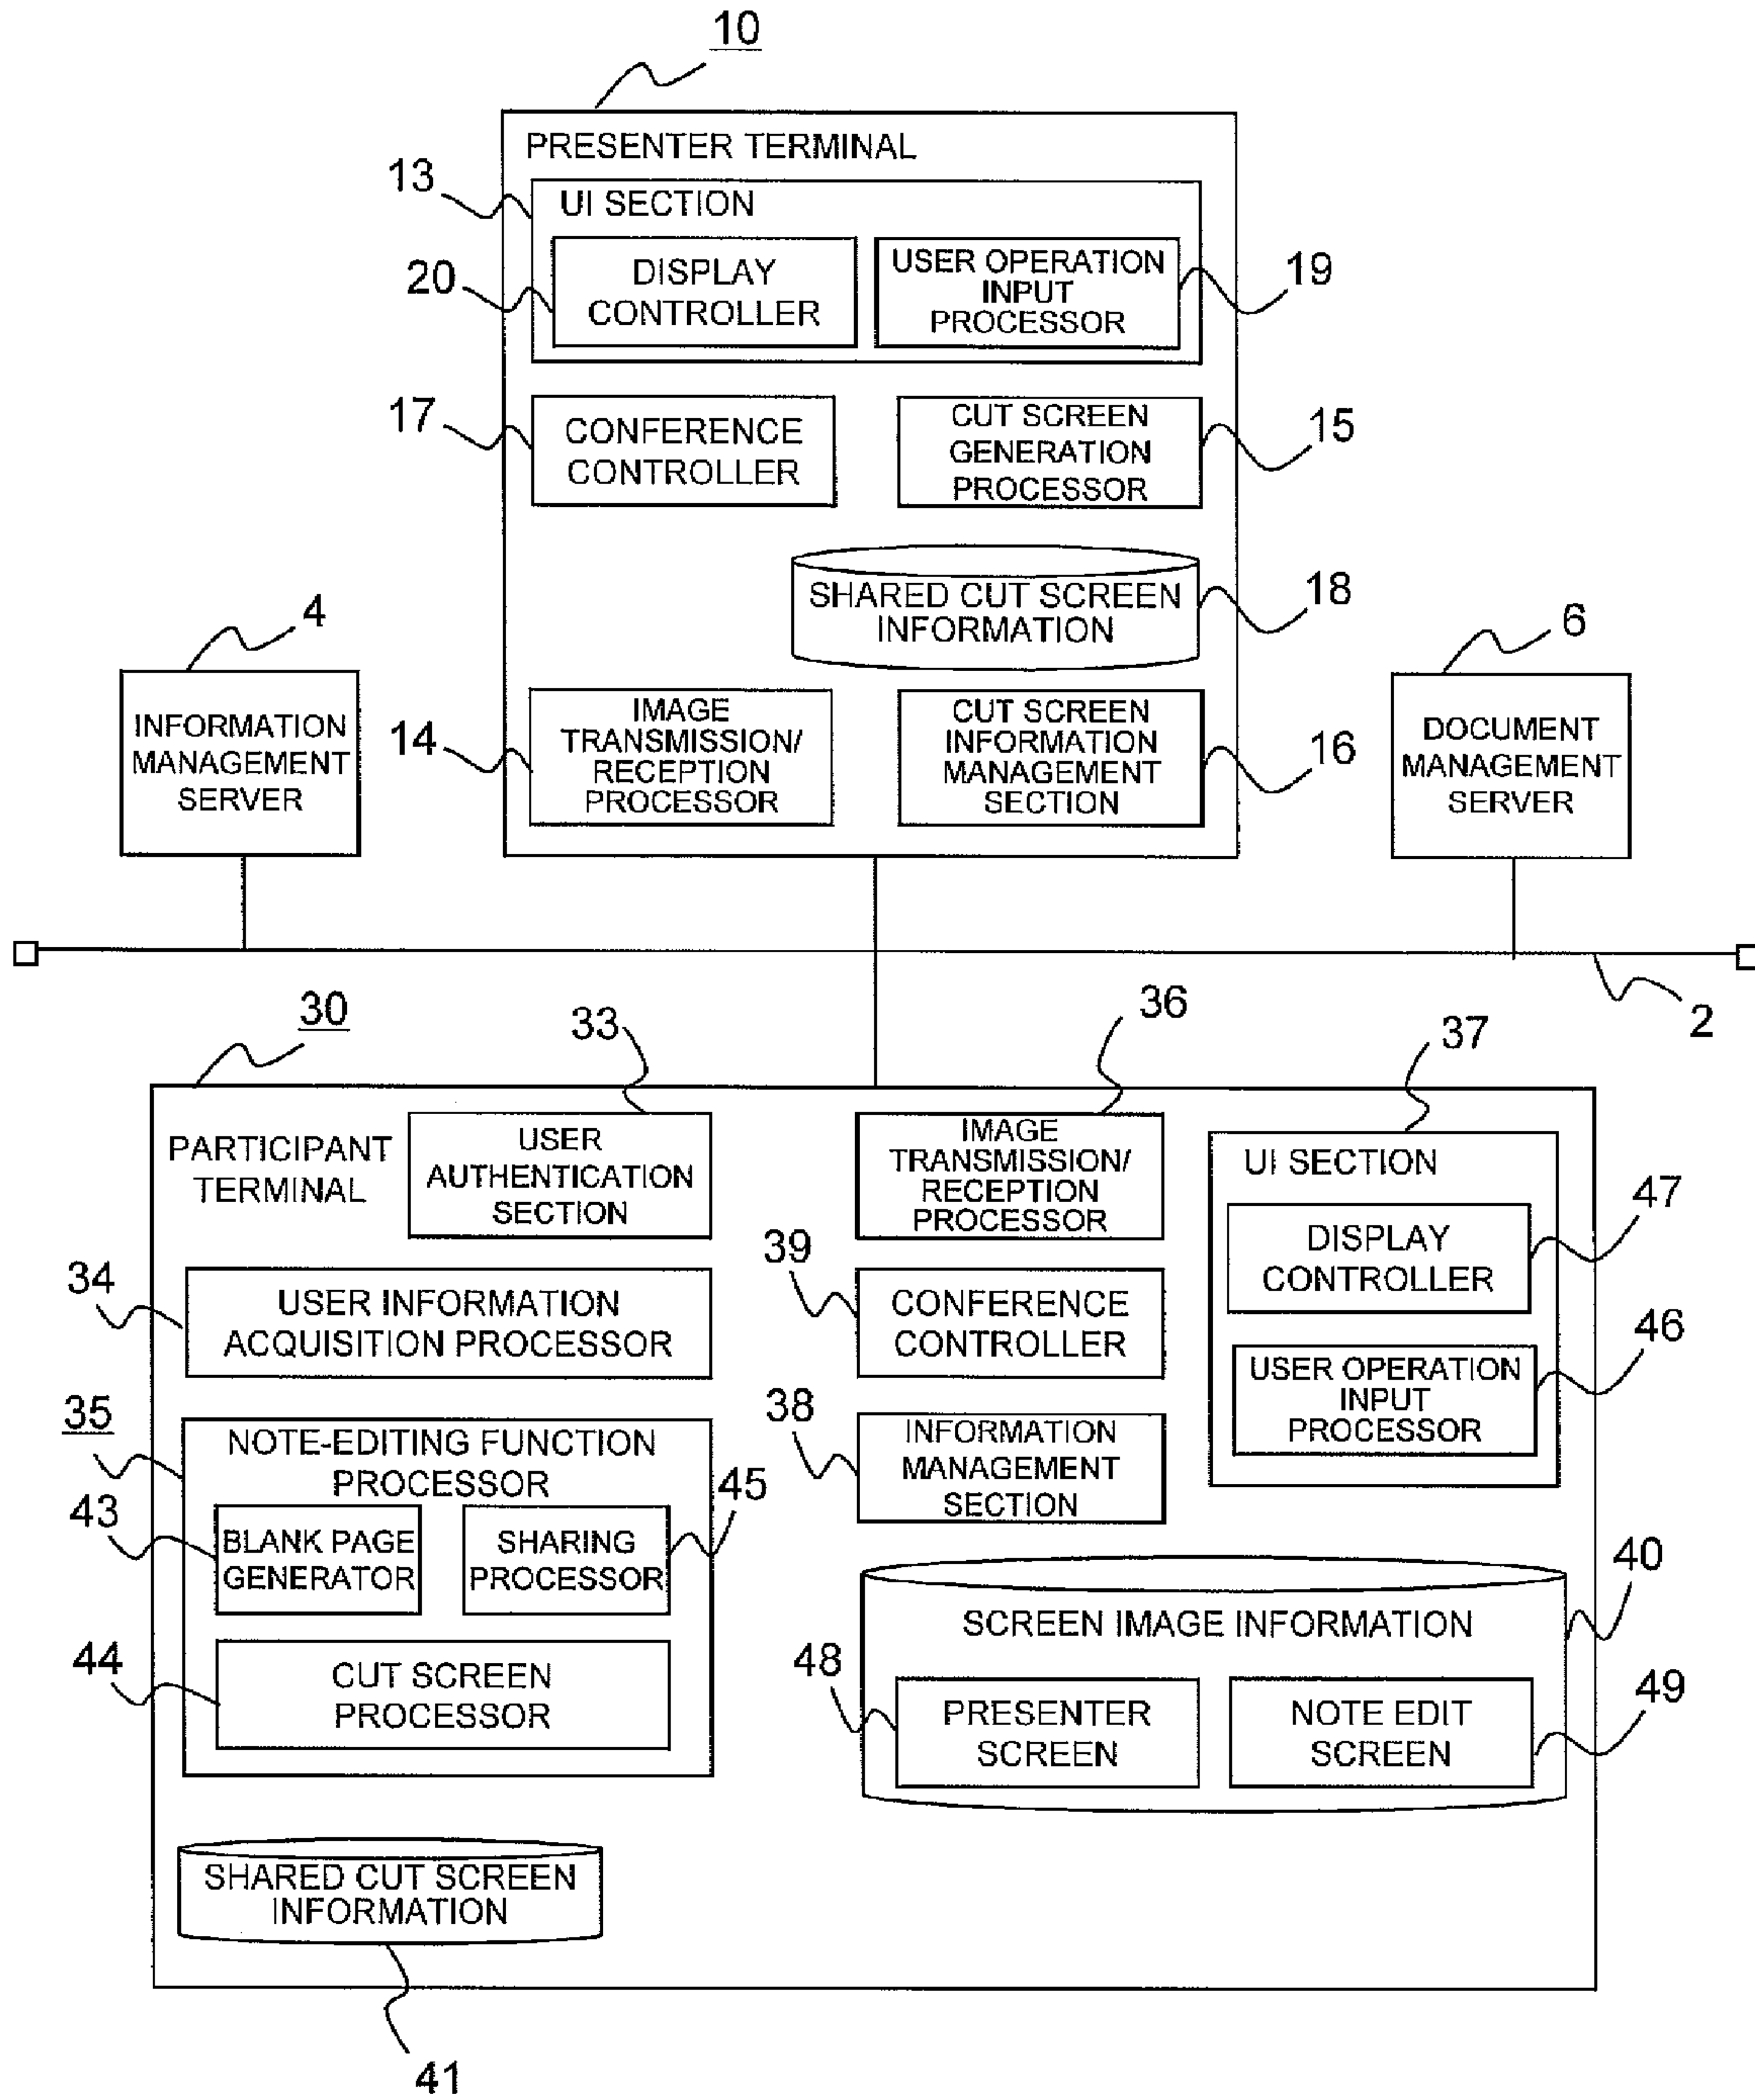 10
PRESENTER TERMINAL
13
UI SECTION
20
DISPLAY
CONTROLLER
USER OPERATION
INPUT
PROCESSOR
19
17
CONFERENCE
CONTROLLER
CUT SCREEN
GENERATION
PROCESSOR
15
SHARED CUT SCREEN
INFORMATION
18
4
INFORMATION
MANAGEMENT
SERVER
14
IMAGE
TRANSMISSION/
RECEPTION
PROCESSOR
CUT SCREEN
INFORMATION
MANAGEMENT
SECTION
16
6
DOCUMENT
MANAGEMENT
SERVER
2
30
PARTICIPANT
TERMINAL
33
USER
AUTHENTICATION
SECTION
36
IMAGE
TRANSMISSION/
RECEPTION
PROCESSOR
37
UI SECTION
47
DISPLAY
CONTROLLER
46
USER OPERATION
INPUT
PROCESSOR
34
USER INFORMATION
ACQUISITION PROCESSOR
39
CONFERENCE
CONTROLLER
35
NOTE-EDITING FUNCTION
PROCESSOR
38
INFORMATION
MANAGEMENT
SECTION
43
BLANK PAGE
GENERATOR
45
SHARING
PROCESSOR
44
CUT SCREEN
PROCESSOR
40
SCREEN IMAGE INFORMATION
48
PRESENTER
SCREEN
NOTE EDIT
SCREEN
49
SHARED CUT SCREEN
INFORMATION
41